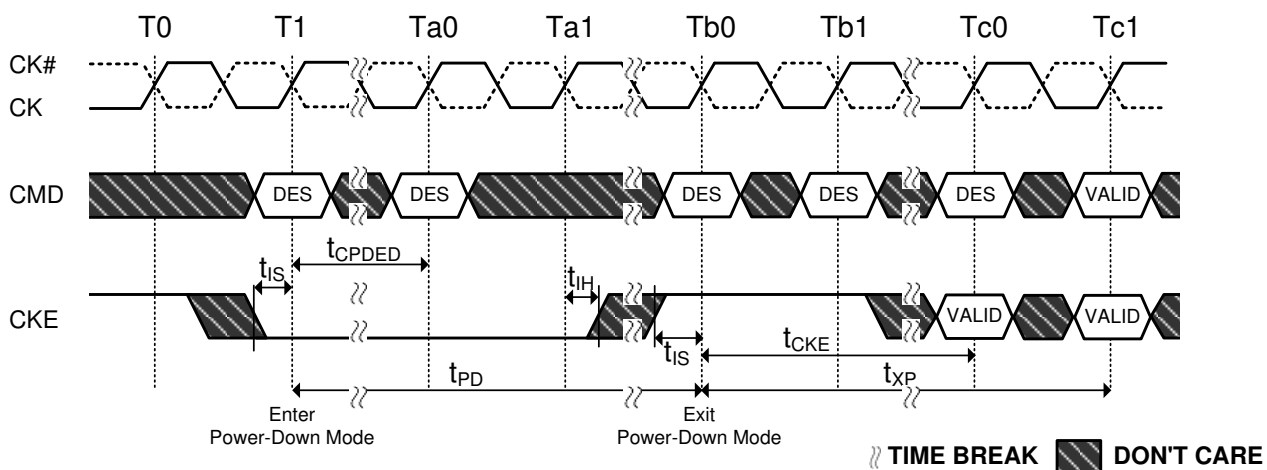 T0 T1 Ta0 Ta1 Tb0 Tb1 Tc0 Tc1
CK#
CK
CMD DES DES DES DES DES VALID
tIS tCPDED tIH
CKE VALID VALID
tIS tCKE
tPD tXP
Enter
Power-Down Mode
Exit
Power-Down Mode
TIME BREAK DON'T CARE